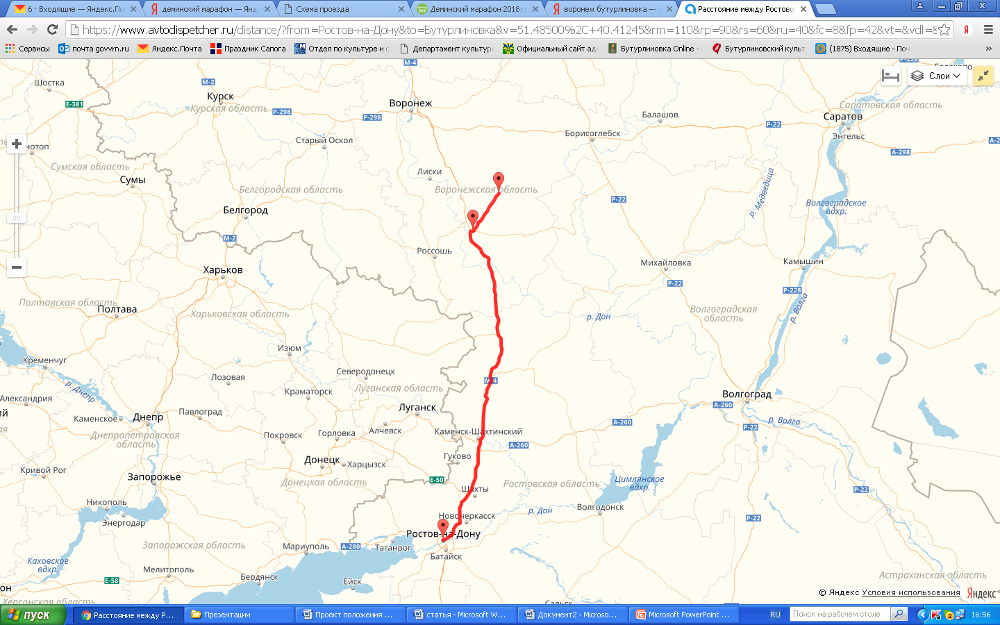 6 · Входящие — Яндекс.По
деминский марафон — Янд
Схема проезда
Деминский марафон 2018:
воронеж бутурлиновка —
Расстояние между Ростово
https://www.avtodispetcher.ru/distance/?from=Ростов-на-Дону&to=Бутурлиновка&v=51.48500%2C+40.41245&rm=110&rp=90&rs=60&ru=40&fc=8&fp=42&vt=&vdl=&
Сервисы
почта govvrn.ru
Яндекс.Почта
Праздник Сапога
Отдел по культуре и с
Департамент культур
Официальный сайт ад
Бутурлиновка Online -
Бутурлиновский культ
(1875) Входящие - Поч
»
М-4
Р-228
Слои
Шостка
М-2
Курск
Курская область
Е-381
Р-298
Воронеж
Р-298
Балашов
Р-22
Саратовская область
Саратов
Энгельс
А-298
Борисоглебск
Старый Оскол
нотоп
Сумская область
Сумы
Лиски
Белгородская область
Воронежская область
Р-22
р. Медведица
Волгоградское
вдхр.
Белгород
М-2
Россошь
Харьков
Михайловка
Камышин
Р-22
Р-228
Полтавская область
Полтава
Харьковская область
р. Дон
Волгоградская
область
р. Волга
Изюм
Кременчуг
Лозовая
Северодонецк
Луганская область
М-4
р. Днепр
Краматорск
Александрия
Волгоград
А-260
ий
Каменское
Днепр
Павлоград
Луганск
р. Волга
Р-22
А-260
Днепропетровская
область
Покровск
Горловка
Алчевск
Каменск-Шахтинский
А-260
Гуково
Донецк
Харцызск
Кривой Рог
Запорожье
Донецкая область
Е-50
Ростовская область
Цимлянское
вдхр.
Шахты
Р-22
Никополь
Энергодар
Новочеркасск
р. Дон
Волгодонск
Р-22
Ростов-на-Дону
Запорожская область
Мариуполь
А-280
Таганрог
Батайск
Каховское
вдхр.
Мелитополь
Бердянск
Ейск
Е-58
Астраханская область
он
Херсонская область
Сальск
© Яндекс Условия использования
Яндекс
пуск
Расстояние между Р...
Презентации
Проект положения ...
статья - Microsoft W...
Документ2 - Microso...
Microsoft PowerPoint ...
RU
Поиск на рабочем столе
16:56